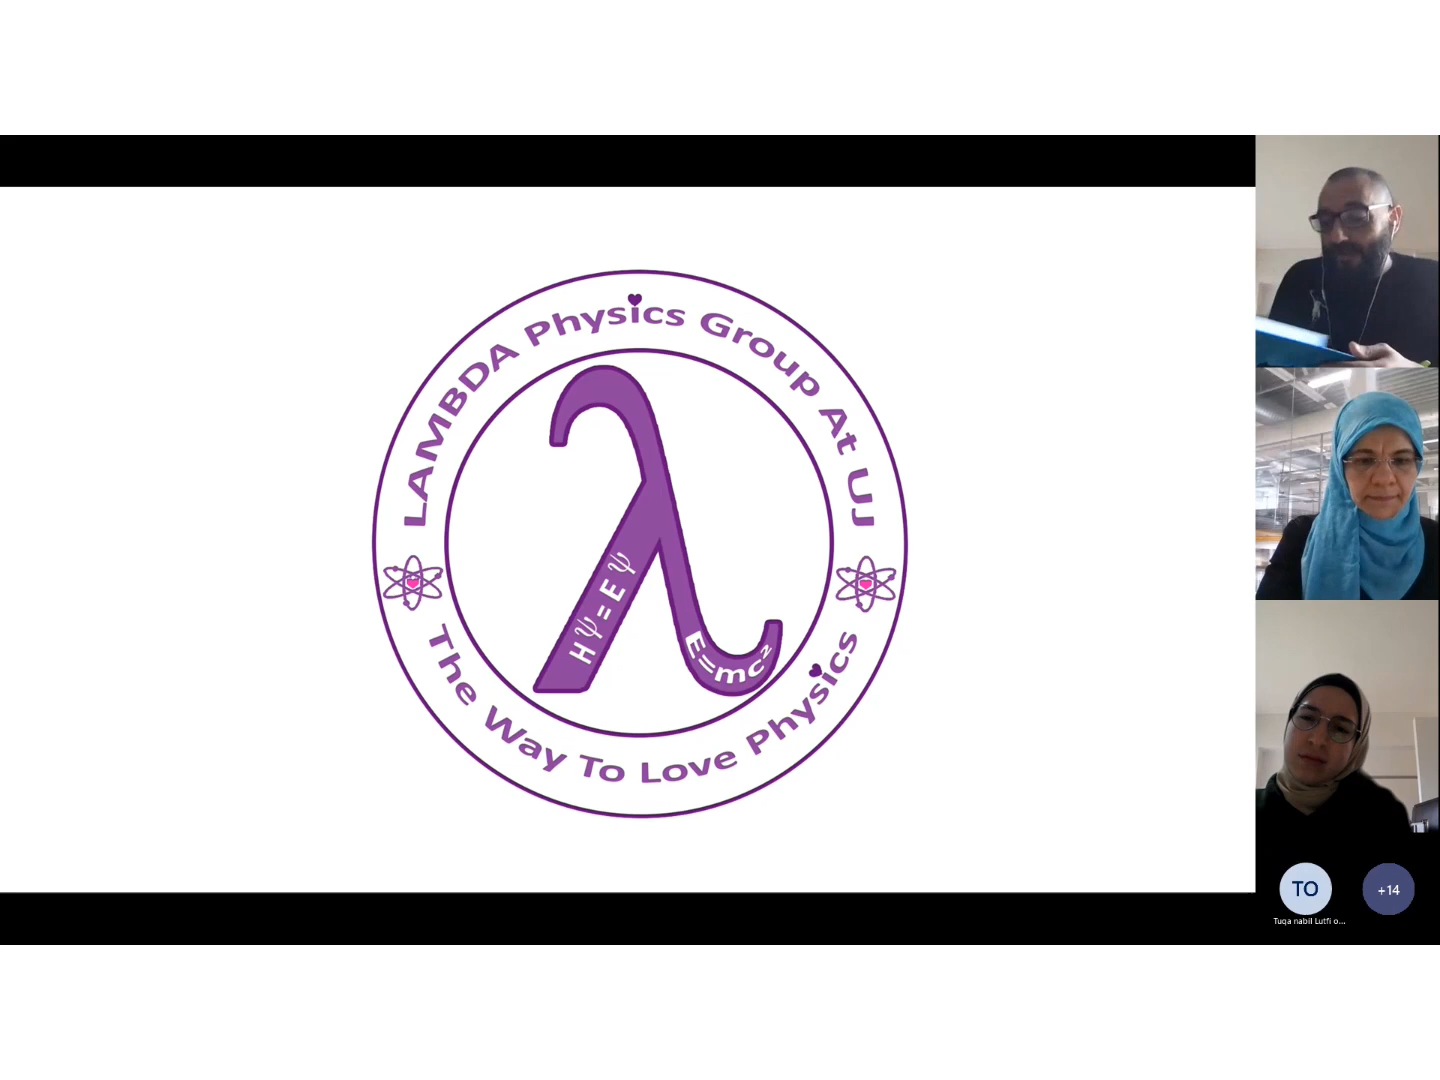 LAMBDA Physics Group At UJ
Hψ=Eψ
E=mc²
The Way To Love Physics
TO
+14
Tuqa nabil Lutfi o...